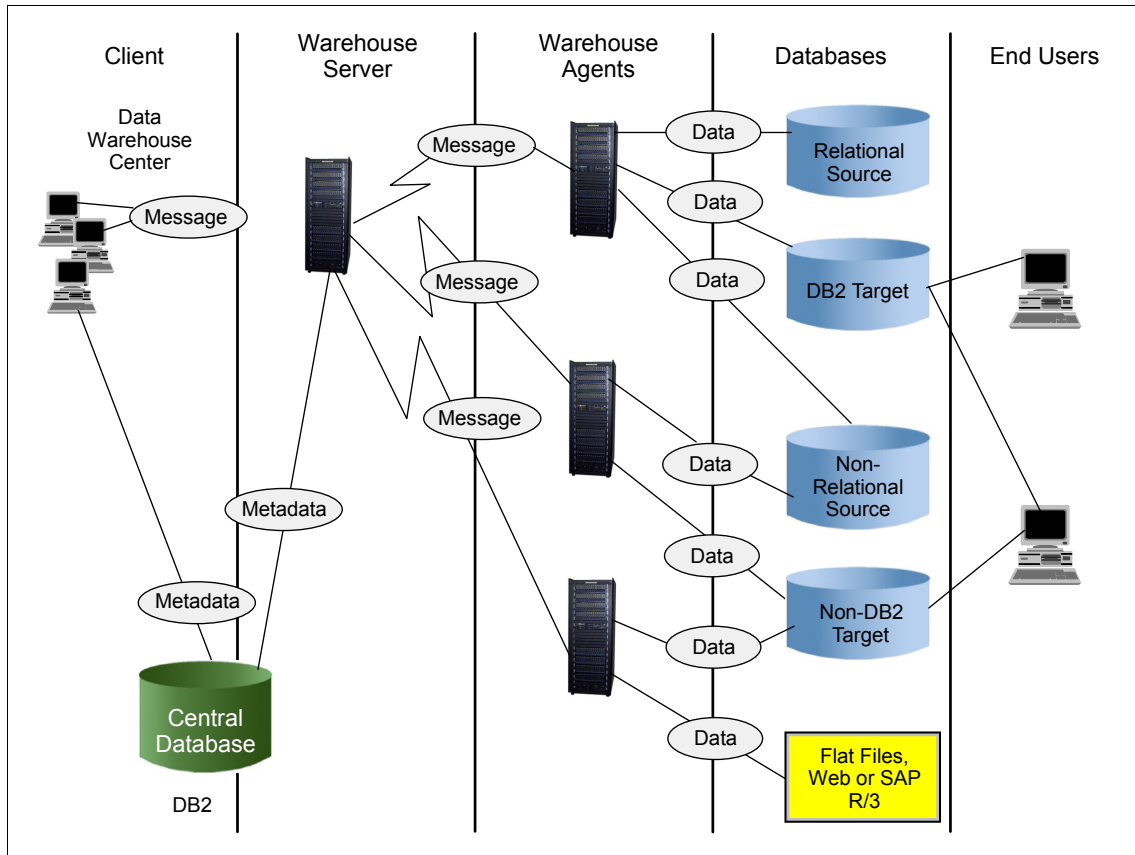 Client
Warehouse
Server
Warehouse
Agents
Databases
End Users
Data
Warehouse
Center
Message
Message
Message
Message
Metadata
Metadata
Central
Database
DB2
Data
Data
Data
Data
Data
Data
Data
Relational
Source
DB2 Target
Non-
Relational
Source
Non-DB2
Target
Flat Files,
Web or SAP
R/3